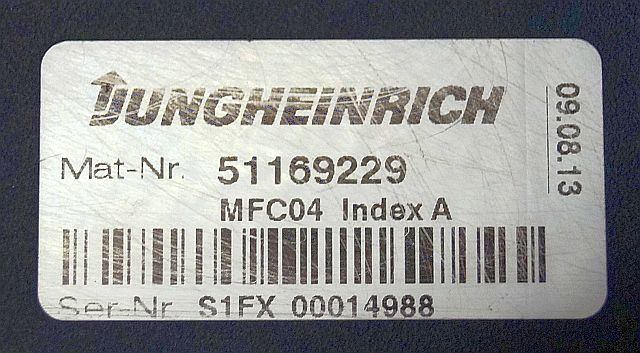 JUNGHEINRICH
09.08.13
Mat-Nr. 51169229
MFC04 Index A
Ser-Nr S1FX 00014988